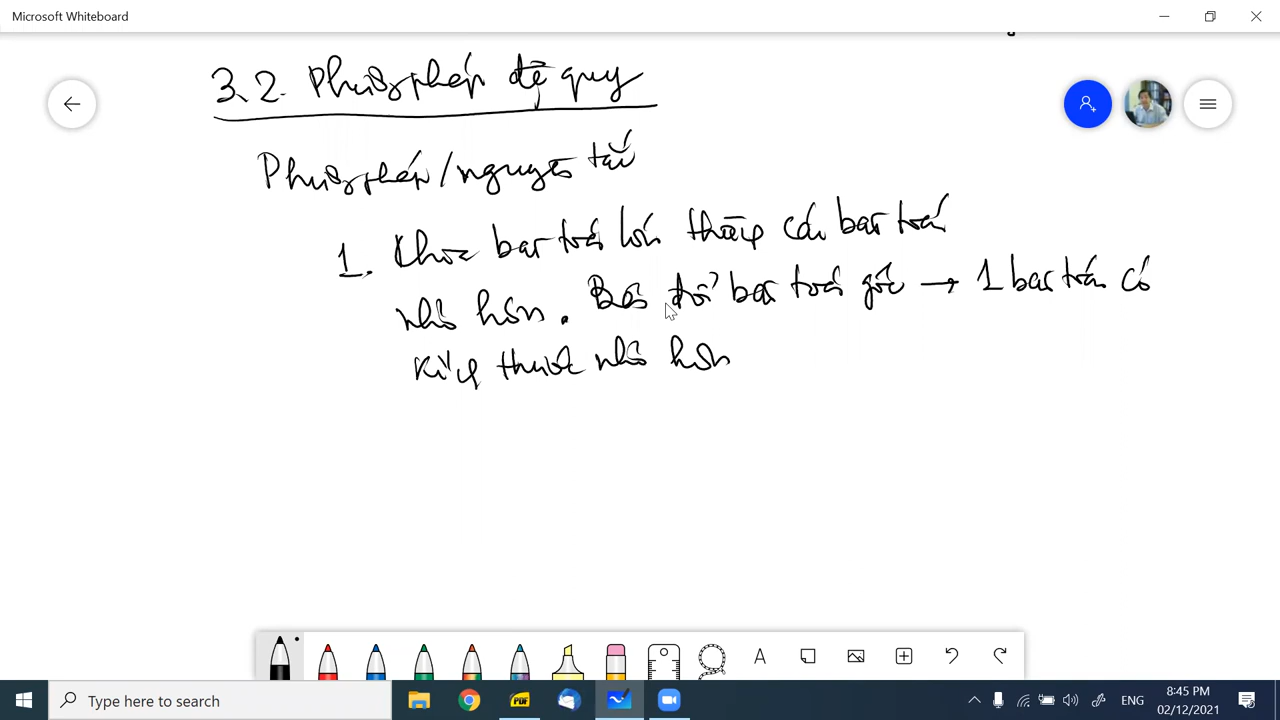 Microsoft Whiteboard
3.2. Phương pháp đệ quy
Phương pháp/nguyên tắc
1. Chia bài toán lớn thành các bài toán
nhỏ hơn. Biến đổi bài toán gốc → 1 bài toán có
kích thước nhỏ hơn
A
Type here to search
PDF
ENG
8:45 PM
02/12/2021